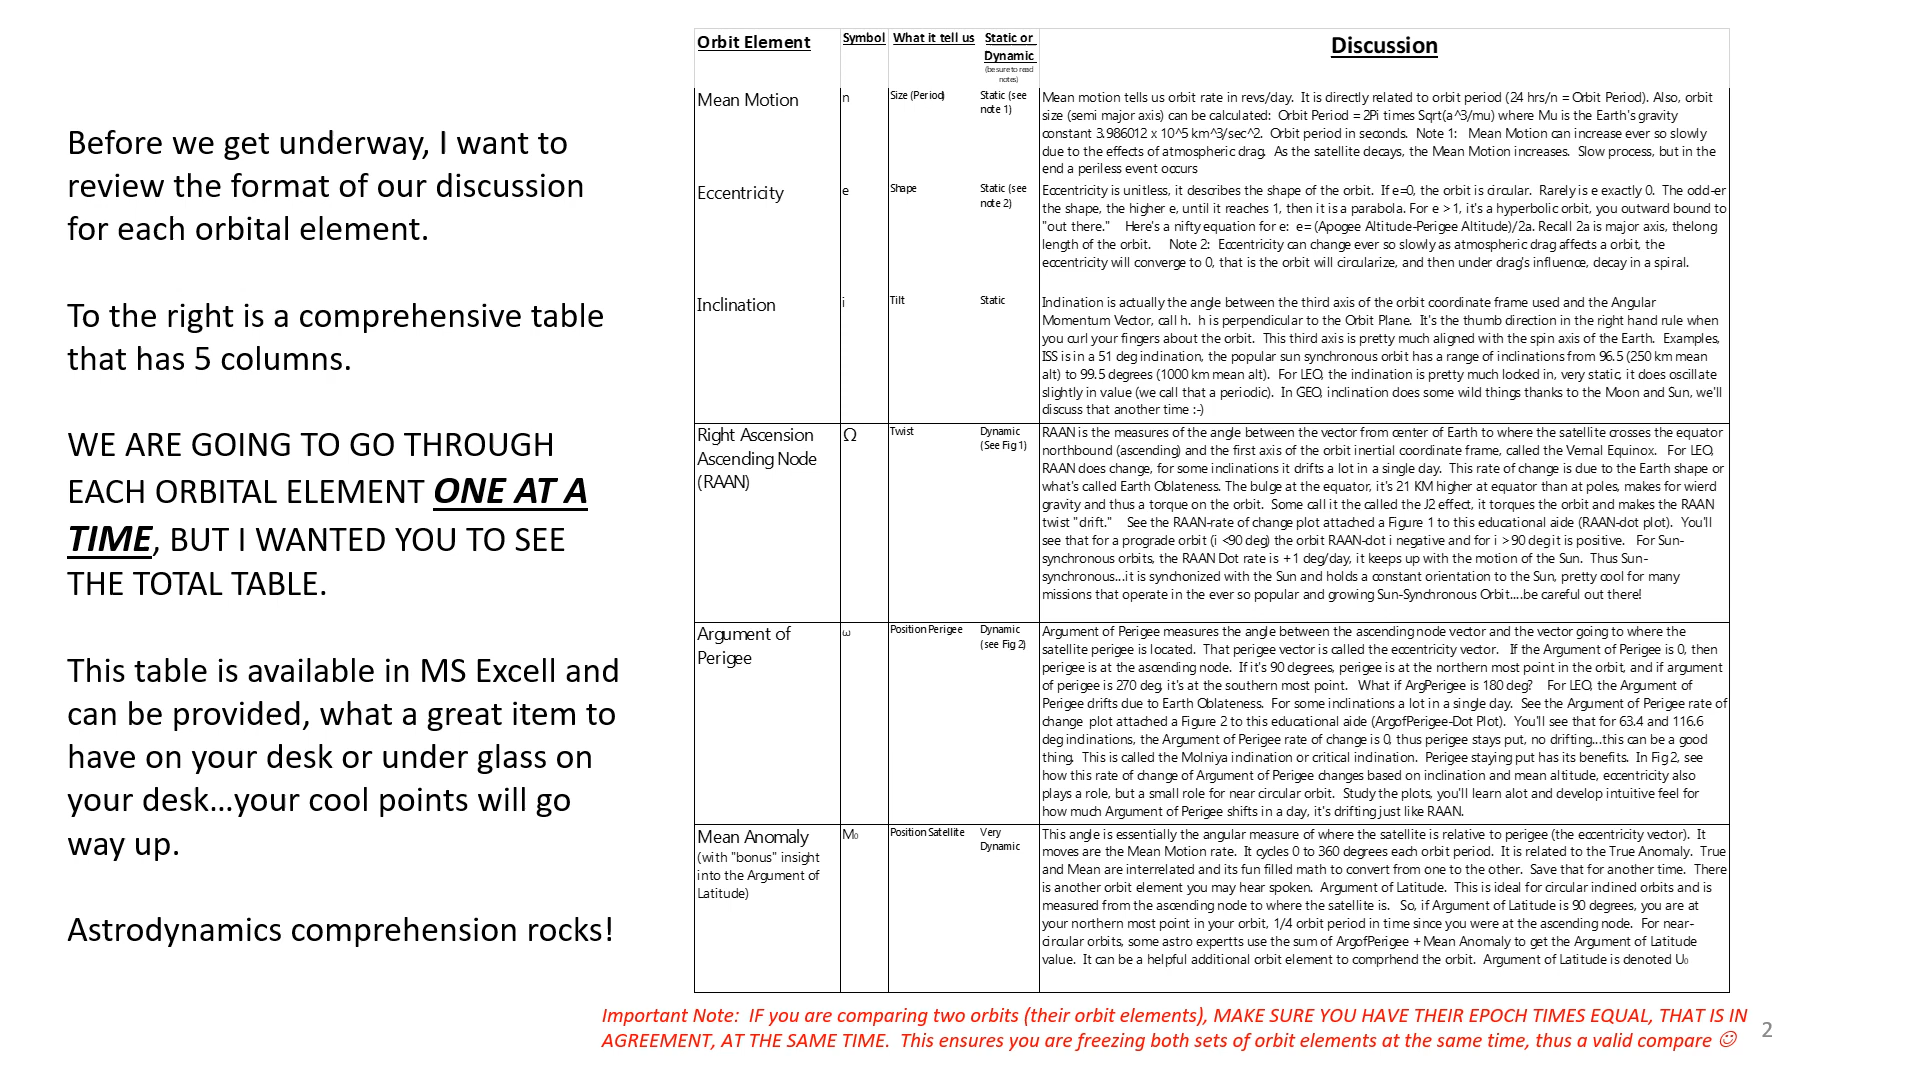 Before we get underway, I want to
review the format of our discussion
for each orbital element.
To the right is a comprehensive table
that has 5 columns.
WE ARE GOING TO GO THROUGH
EACH ORBITAL ELEMENT ONE AT A
TIME, BUT I WANTED YOU TO SEE
THE TOTAL TABLE.
This table is available in MS Excell and
can be provided, what a great item to
have on your desk or under glass on
your desk…your cool points will go
way up.
Astrodynamics comprehension rocks!
Orbit Element
Symbol
What it tell us
Static or
Dynamic
(be sure to read
notes)
Discussion
Mean Motion
n
Size (Period)
Static (see
note 1)
Mean motion tells us orbit rate in revs/day. It is directly related to orbit period (24 hrs/n = Orbit Period). Also, orbit
size (semi major axis) can be calculated: Orbit Period = 2Pi times Sqrt(a^3/mu) where Mu is the Earth's gravity
constant 3.986012 x 10^5 km^3/sec^2. Orbit period in seconds. Note 1: Mean Motion can increase ever so slowly
due to the effects of atmospheric drag. As the satellite decays, the Mean Motion increases. Slow process, but in the
end a periless event occurs
Eccentricity
e
Shape
Static (see
note 2)
Eccentricity is unitless, it describes the shape of the orbit. If e=0, the orbit is circular. Rarely is e exactly 0. The odd-er
the shape, the higher e, until it reaches 1, then it is a parabola. For e >1, it's a hyperbolic orbit, you outward bound to
"out there." Here's a nifty equation for e: e= (Apogee Altitude-Perigee Altitude)/2a. Recall 2a is major axis, thelong
length of the orbit. Note 2: Eccentricity can change ever so slowly as atmospheric drag affects a orbit, the
eccentricity will converge to 0, that is the orbit will circularize, and then under drag's influence, decay in a spiral.
Inclination
i
Tilt
Static
Inclination is actually the angle between the third axis of the orbit coordinate frame used and the Angular
Momentum Vector, call h. h is perpendicular to the Orbit Plane. It's the thumb direction in the right hand rule when
you curl your fingers about the orbit. This third axis is pretty much aligned with the spin axis of the Earth. Examples,
ISS is in a 51 deg inclination, the popular sun synchronous orbit has a range of inclinations from 96.5 (250 km mean
alt) to 99.5 degrees (1000 km mean alt). For LEO, the inclination is pretty much locked in, very static, it does oscillate
slightly in value (we call that a periodic). In GEO, inclination does some wild things thanks to the Moon and Sun, we'll
discuss that another time :-)
Right Ascension
Ascending Node
(RAAN)
Ω
Twist
Dynamic
(See Fig 1)
RAAN is the measures of the angle between the vector from center of Earth to where the satellite crosses the equator
northbound (ascending) and the first axis of the orbit inertial coordinate frame, called the Vernal Equinox. For LEO,
RAAN does change, for some inclinations it drifts a lot in a single day. This rate of change is due to the Earth shape or
what's called Earth Oblateness. The bulge at the equator, it's 21 KM higher at equator than at poles, makes for wierd
gravity and thus a torque on the orbit. Some call it the called the J2 effect, it torques the orbit and makes the RAAN
twist "drift." See the RAAN-rate of change plot attached a Figure 1 to this educational aide (RAAN-dot plot). You'll
see that for a prograde orbit (i <90 deg) the orbit RAAN-dot i negative and for i >90 deg it is positive. For Sun-
synchronous orbits, the RAAN Dot rate is +1 deg/day, it keeps up with the motion of the Sun. Thus Sun-
synchronous...it is synchonized with the Sun and holds a constant orientation to the Sun, pretty cool for many
missions that operate in the ever so popular and growing Sun-Synchronous Orbit....be careful out there!
Argument of
Perigee
ω
Position Perigee
Dynamic
(see Fig 2)
Argument of Perigee measures the angle between the ascending node vector and the vector going to where the
satellite perigee is located. That perigee vector is called the eccentricity vector. If the Argument of Perigee is 0, then
perigee is at the ascending node. If it's 90 degrees, perigee is at the northern most point in the orbit, and if argument
of perigee is 270 deg, it's at the southern most point. What if ArgPerigee is 180 deg? For LEO, the Argument of
Perigee drifts due to Earth Oblateness. For some inclinations a lot in a single day. See the Argument of Perigee rate of
change plot attached a Figure 2 to this educational aide (ArgofPerigee-Dot Plot). You'll see that for 63.4 and 116.6
deg inclinations, the Argument of Perigee rate of change is 0, thus perigee stays put, no drifting...this can be a good
thing. This is called the Molniya inclination or critical inclination. Perigee staying put has its benefits. In Fig 2, see
how this rate of change of Argument of Perigee changes based on inclination and mean altitude, eccentricity also
plays a role, but a small role for near circular orbit. Study the plots, you'll learn alot and develop intuitive feel for
how much Argument of Perigee shifts in a day, it's drifting just like RAAN.
Mean Anomaly
(with "bonus" insight
into the Argument of
Latitude)
M₀
Position Satellite
Very
Dynamic
This angle is essentially the angular measure of where the satellite is relative to perigee (the eccentricity vector). It
moves are the Mean Motion rate. It cycles 0 to 360 degrees each orbit period. It is related to the True Anomaly. True
and Mean are interrelated and its fun filled math to convert from one to the other. Save that for another time. There
is another orbit element you may hear spoken. Argument of Latitude. This is ideal for circular inclined orbits and is
measured from the ascending node to where the satellite is. So, if Argument of Latitude is 90 degrees, you are at
your northern most point in your orbit, 1/4 orbit period in time since you were at the ascending node. For near-
circular orbits, some astro expertts use the sum of ArgofPerigee + Mean Anomaly to get the Argument of Latitude
value. It can be a helpful additional orbit element to comprhend the orbit. Argument of Latitude is denoted U₀
Important Note: IF you are comparing two orbits (their orbit elements), MAKE SURE YOU HAVE THEIR EPOCH TIMES EQUAL, THAT IS IN
AGREEMENT, AT THE SAME TIME. This ensures you are freezing both sets of orbit elements at the same time, thus a valid compare ☺
2